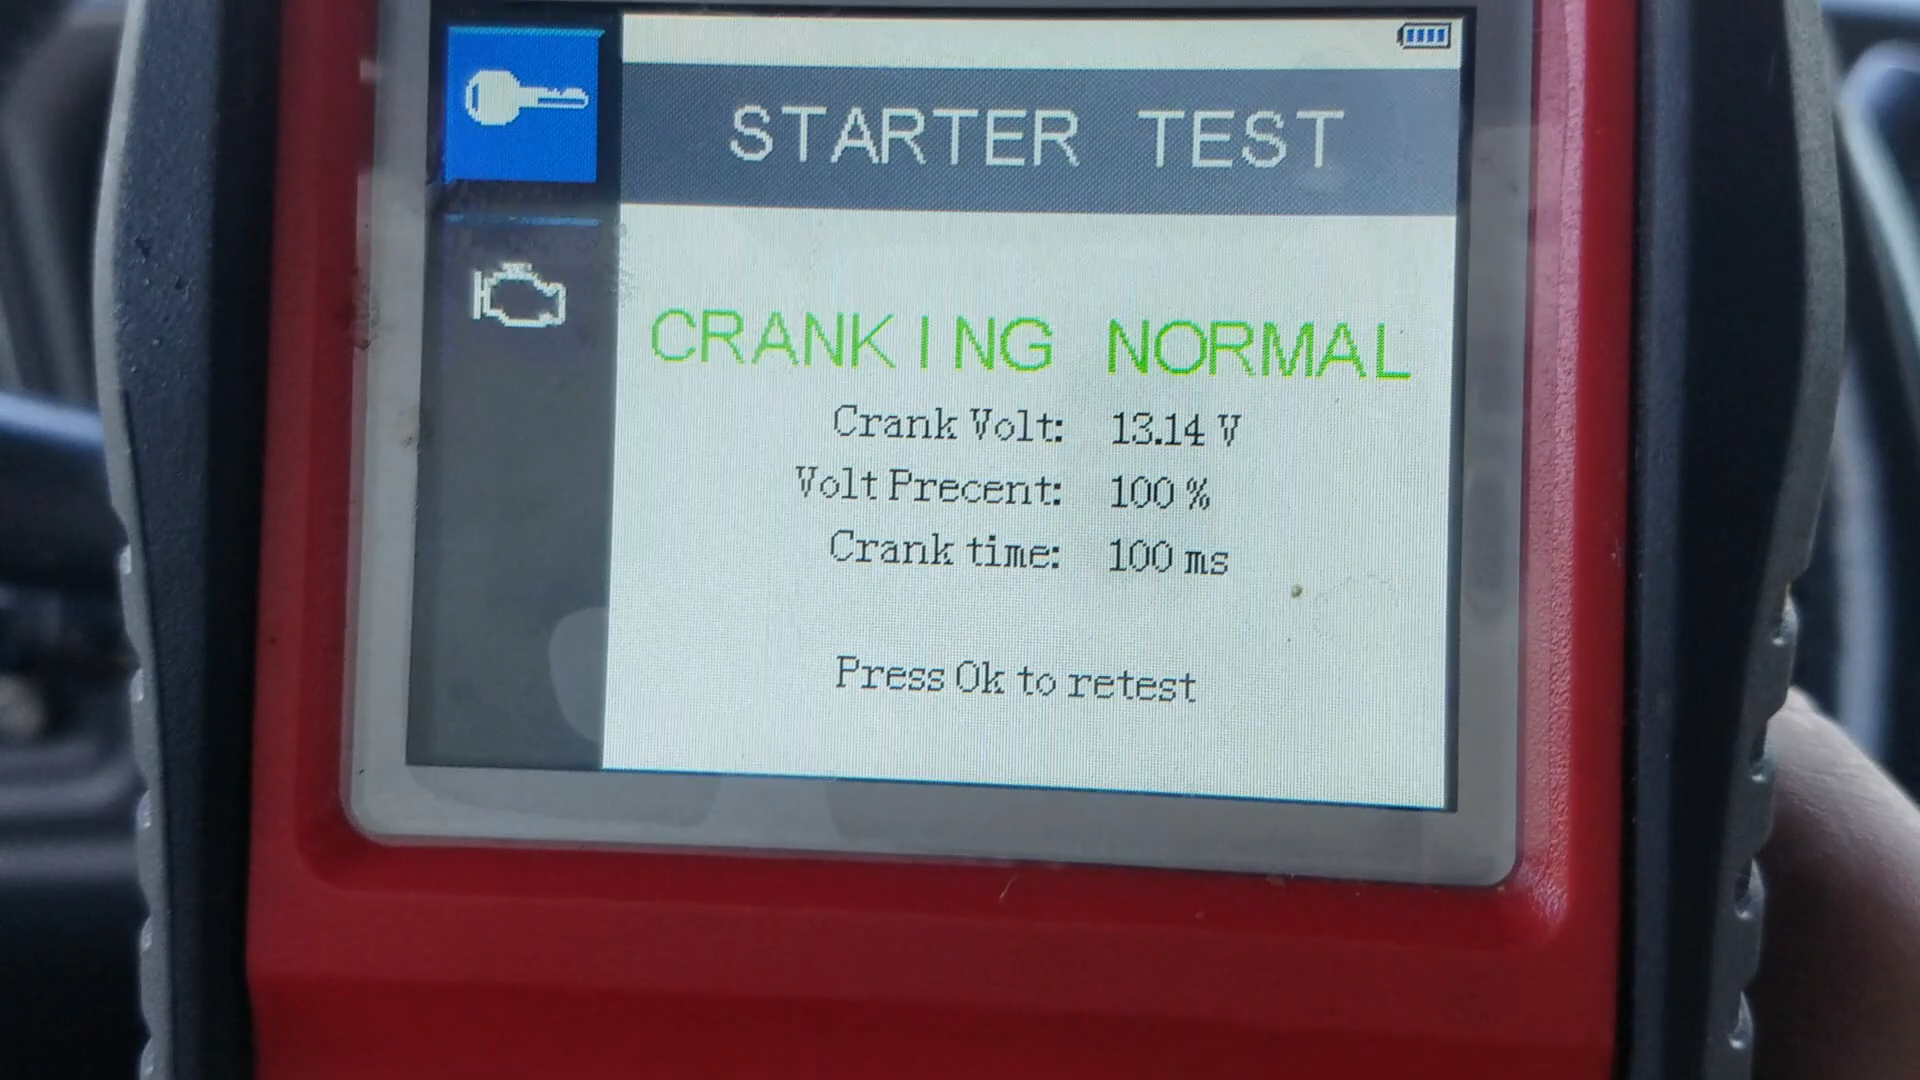 STARTER TEST
CRANKING NORMAL
Crank Volt: 13.14 V
Volt Precent: 100 %
Crank time: 100 ms
Press Ok to retest